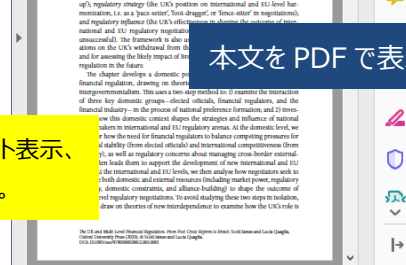 up'); regulatory strategy (the UK's position on international and EU-level har-
monization, i.e. as a 'pace-setter', 'foot-dragger', or 'fence-sitter' in negotiations);
and regulatory influence (the UK's effectiveness in shaping the outcome of inter-
national and EU regulatory negotiations
unsuccessful). The framework is also us
ations on the UK's withdrawal from th
and for assessing the likely impact of Bre
regulation in the future.
The chapter develops a domestic po
financial regulation, drawing on theorie
intergovernmentalism. This uses a two-step method to: 1) examine the interaction
of three key domestic groups—elected officials, financial regulators, and the
financial industry—in the process of national preference formation; and 2) inves-
how this domestic context shapes the strategies and influence of national
makers in international and EU regulatory arenas. At the domestic level, we
how the need for financial regulators to balance competing pressures for
stability (from elected officials) and international competitiveness (from
, as well as regulatory concerns about managing cross-border external-
ten leads them to support the development of new international and EU
the international and EU levels, we then analyse how negotiators seek to
both domestic and external resources (including market power, regulatory
, domestic constraints, and alliance-building) to shape the outcome of
level regulatory negotiations. To avoid studying these two steps in isolation,
draw on theories of new interdependence to examine how the UK's role in
本文を PDF で表
ト表示、
。
The UK and Multi-Level Financial Regulation: From Post-Crisis Reform to Brexit. Scott James and Lucia Quaglia,
Oxford University Press (2020). © Scott James and Lucia Quaglia.